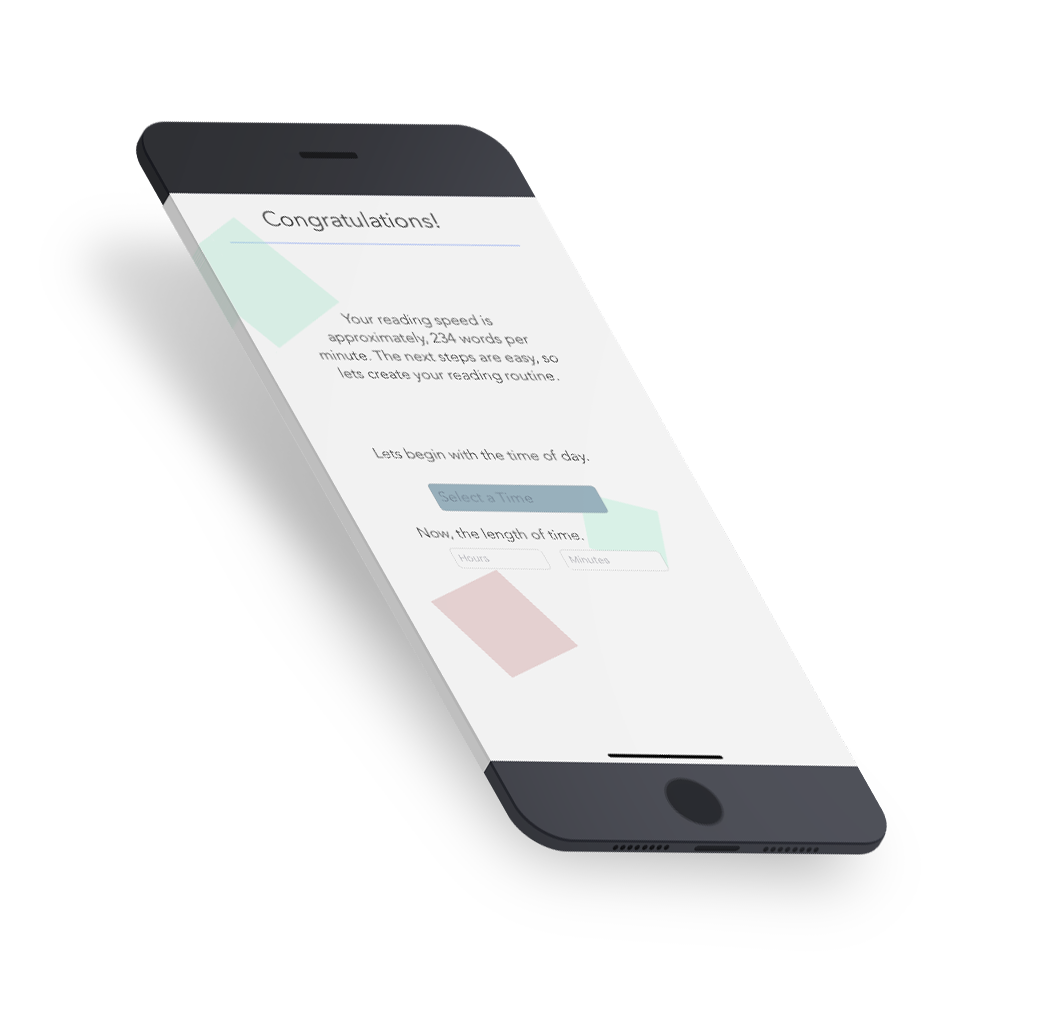 Congratulations!
Your reading speed is
approximately, 234 words per
minute. The next steps are easy, so
lets create your reading routine.
Lets begin with the time of day.
Select a Time
Now, the length of time.
Hours Minutes